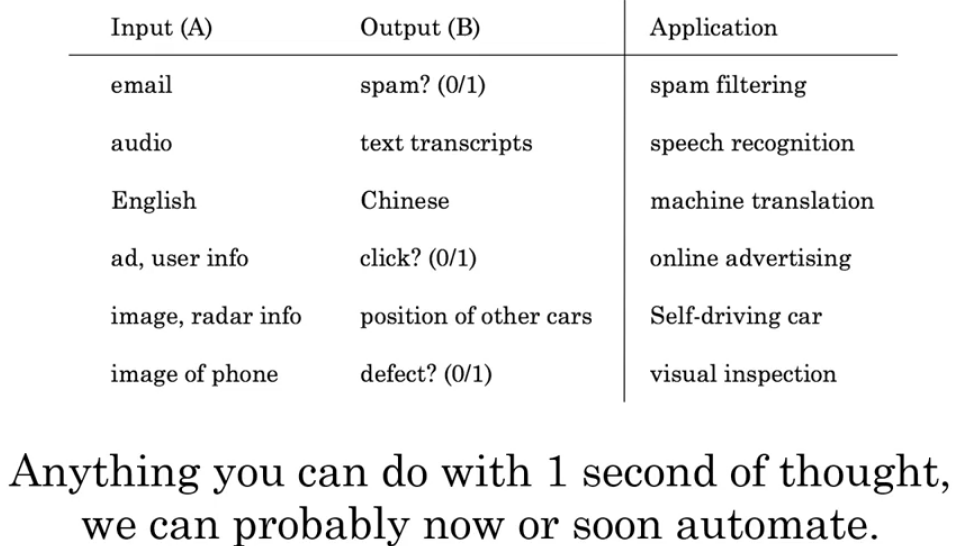 Input (A) Output (B) Application
email spam? (0/1) spam filtering
audio text transcripts speech recognition
English Chinese machine translation
ad, user info click? (0/1) online advertising
image, radar info position of other cars Self-driving car
image of phone defect? (0/1) visual inspection
Anything you can do with 1 second of thought,
we can probably now or soon automate.